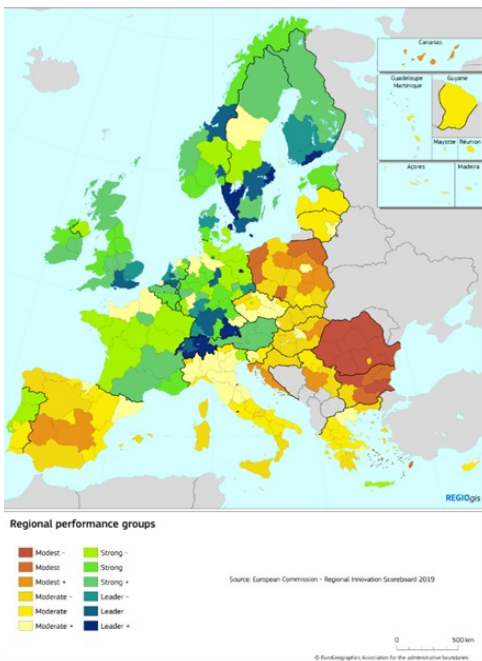 Canarias
Guadeloupe
Martinique
Guyane
Mayotte
Réunion
Açores
Madeira
REGIOgis
Regional performance groups
Modest -
Modest
Modest +
Moderate -
Moderate
Moderate +
Strong -
Strong
Strong +
Leader -
Leader
Leader +
Source: European Commission - Regional Innovation Scoreboard 2019
0 500 km
© EuroGeographics Association for the administrative boundaries